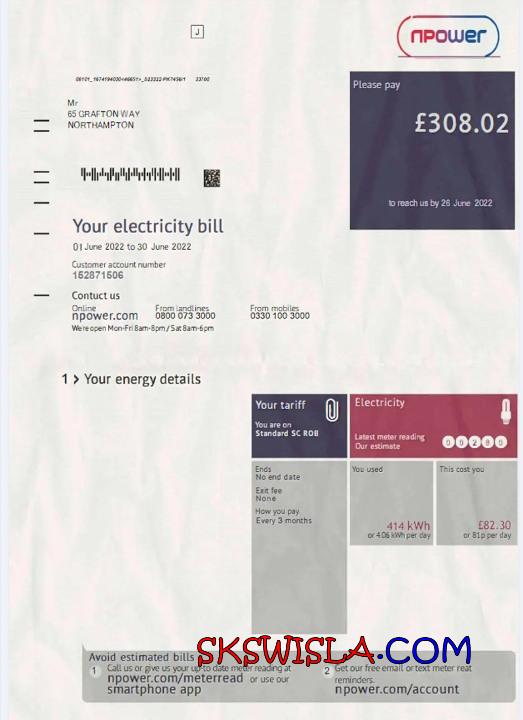 J
npower
Please pay
£308.02
to reach us by 26 June 2022
Mr
65 GRAFTON WAY
NORTHAMPTON
Your electricity bill
01 June 2022 to 30 June 2022
Customer account number
152871506
Contuct us
Online
npower.com
From landlines
0800 073 3000
From mobiles
0330 100 3000
We're open Mon-Fri 8am-8pm / Sat 8am-6pm
1 > Your energy details
Your tariff
You are on
Standard SC ROB
Electricity
Latest meter reading
Our estimate
0 0 2 8 0
Ends
No end date
Exit fee
None
How you pay
Every 3 months
You used
414 kWh
or 4.06 kWh per day
This cost you
£82.30
or 81p per day
Avoid estimated bills
1 Call us or give us your up-to date meter reading at
npower.com/meterread or use our
smartphone app
2 Get our free email or text meter reat
reminders.
npower.com/account
SKSWISLA.COM